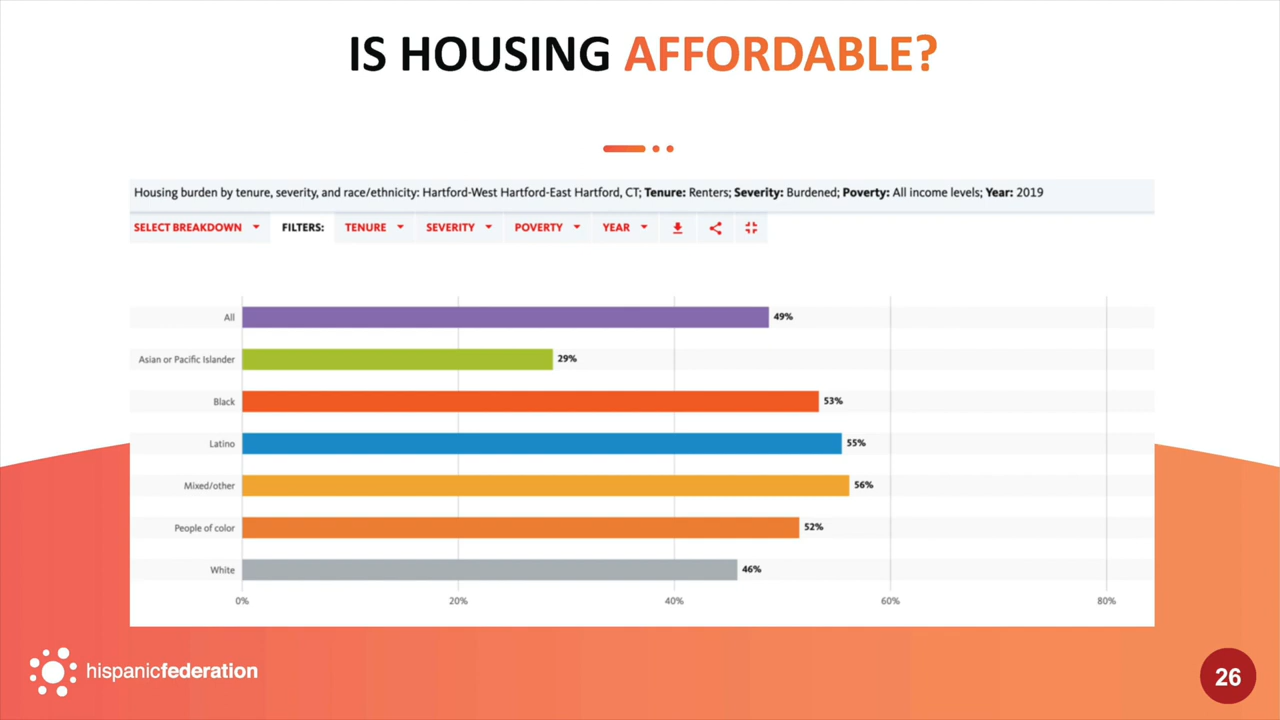 IS HOUSING AFFORDABLE?
Housing burden by tenure, severity, and race/ethnicity: Hartford-West Hartford-East Hartford, CT; Tenure: Renters; Severity: Burdened; Poverty: All income levels; Year: 2019
SELECT BREAKDOWN FILTERS: TENURE SEVERITY POVERTY YEAR
All 49%
Asian or Pacific Islander 29%
Black 53%
Latino 55%
Mixed/other 56%
People of color 52%
White 46%
0% 20% 40% 60% 80%
hispanicfederation
26